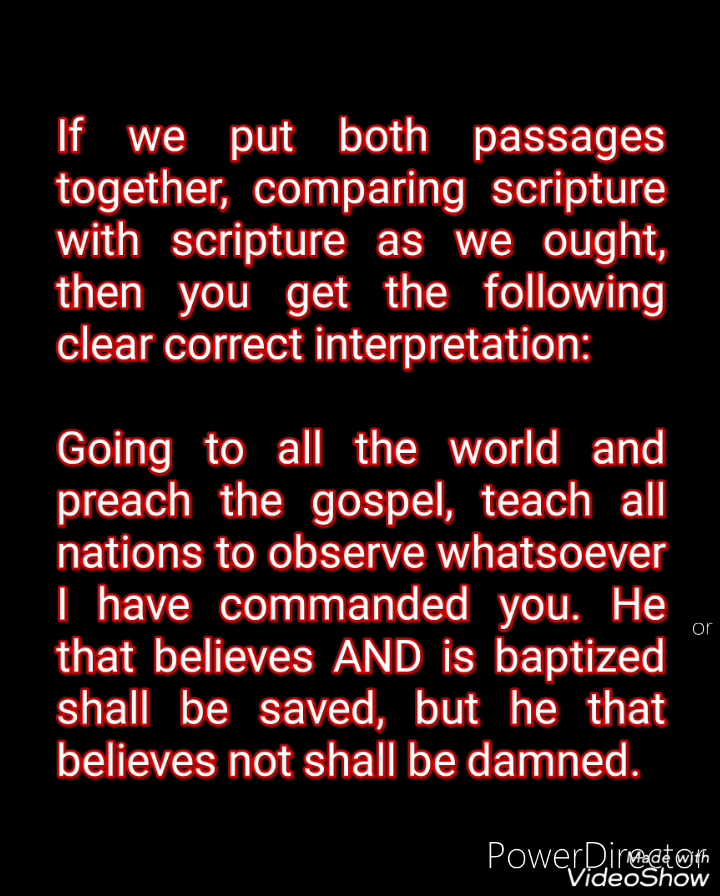 If we put both passages
together, comparing scripture
with scripture as we ought,
then you get the following
clear correct interpretation:
Going to all the world and
preach the gospel, teach all
nations to observe whatsoever
I have commanded you. He
or
that believes AND is baptized
shall be saved, but he that
believes not shall be damned.
PowerDirector
Made with
VideoShow